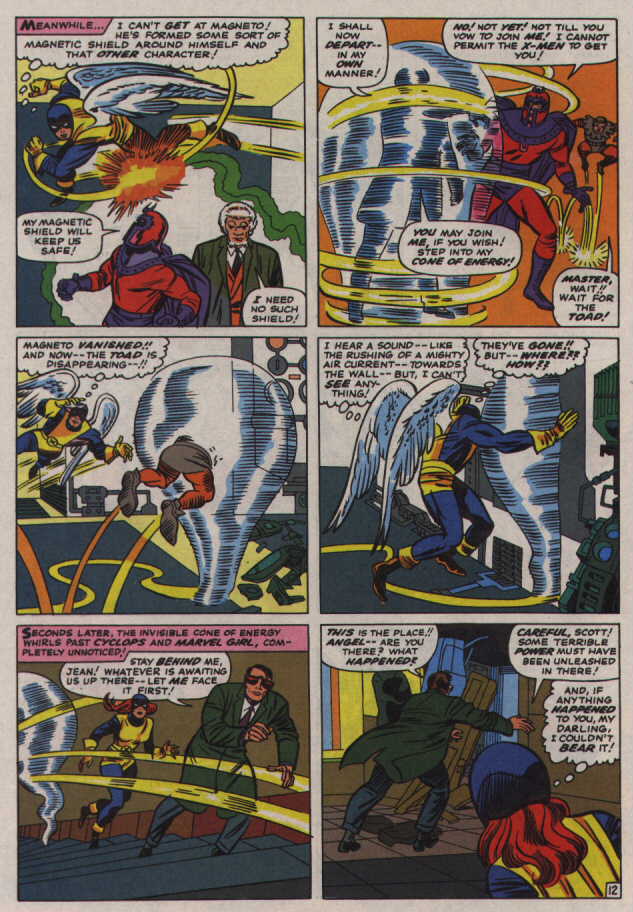 MEANWHILE...
I CAN'T GET AT MAGNETO!
HE'S FORMED SOME SORT OF
MAGNETIC SHIELD AROUND HIMSELF AND
THAT OTHER CHARACTER!
MY MAGNETIC
SHIELD WILL
KEEP US
SAFE!
I NEED
NO SUCH
SHIELD!
I SHALL
NOW
DEPART--
IN MY
OWN
MANNER!
NO! NOT YET! NOT TILL YOU
VOW TO JOIN ME! I CANNOT
PERMIT THE X-MEN TO GET
YOU!
YOU MAY JOIN
ME, IF YOU WISH!
STEP INTO MY
CONE OF ENERGY!
MASTER,
WAIT!!
WAIT FOR
THE
TOAD!
MAGNETO VANISHED!!
AND NOW--THE TOAD IS
DISAPPEARING--!!
I HEAR A SOUND--LIKE
THE RUSHING OF A MIGHTY
AIR CURRENT--TOWARDS
THE WALL--BUT, I CAN'T
SEE ANY-
THING!
THEY'VE GONE!!
BUT--WHERE??
HOW??
SECONDS LATER, THE INVISIBLE CONE OF ENERGY
WHIRLS PAST CYCLOPS AND MARVEL GIRL, COM-
PLETELY UNNOTICED!
STAY BEHIND ME,
JEAN! WHATEVER IS AWAITING
US UP THERE--LET ME FACE
IT FIRST!
THIS IS THE PLACE!!
ANGEL--ARE YOU
THERE? WHAT
HAPPENED?
CAREFUL, SCOTT!
SOME TERRIBLE
POWER MUST HAVE
BEEN UNLEASHED
IN THERE!
AND, IF
ANYTHING
HAPPENED
TO YOU, MY
DARLING,
I COULDN'T
BEAR IT!
12